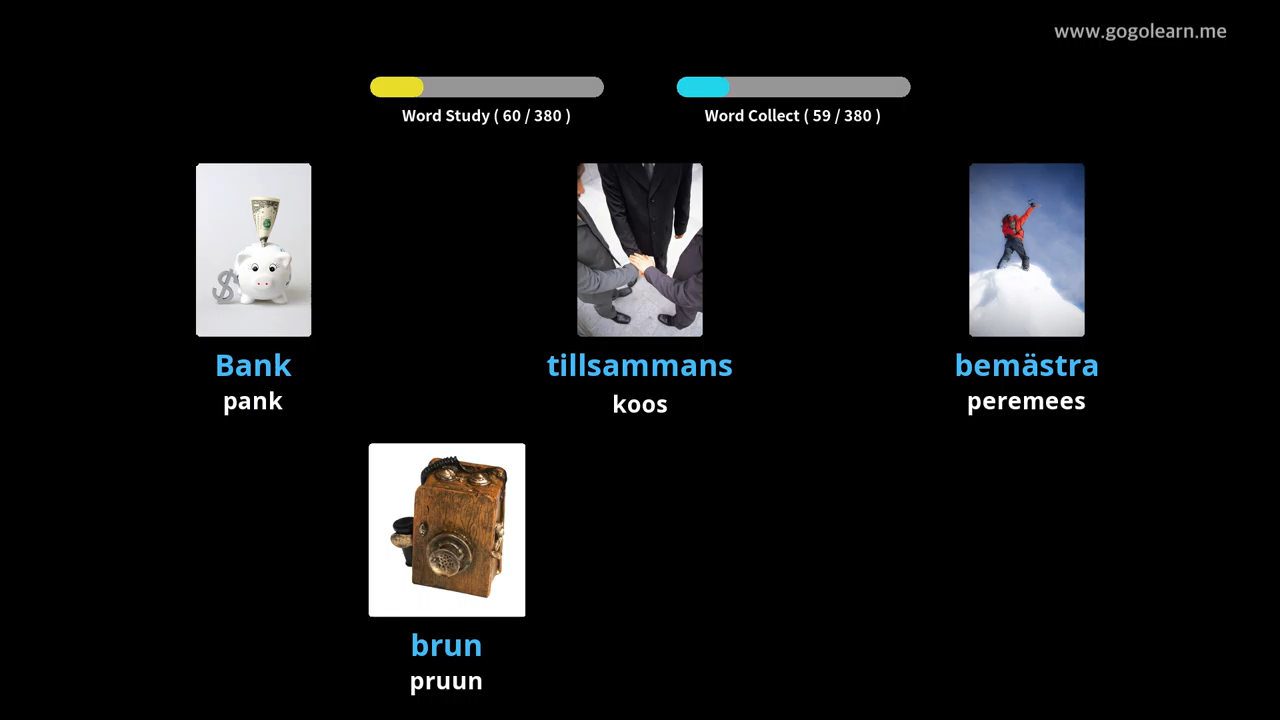 www.gogolearn.me
Word Study ( 60 / 380 )
Word Collect ( 59 / 380 )
Bank
pank
tillsammans
koos
bemästra
peremees
brun
pruun